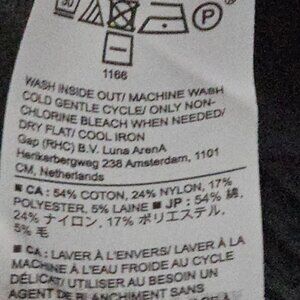 30
P
1166
WASH INSIDE OUT/ MACHINE WASH
COLD GENTLE CYCLE/ ONLY NON-
CHLORINE BLEACH WHEN NEEDED/
DRY FLAT/ COOL IRON
Gap (RHC) B.V. Luna ArenA
Herikerbergweg 238 Amsterdam, 1101
CM, Netherlands
■ CA : 54% COTON, 24% NYLON, 17%
POLYESTER, 5% LAINE ■ JP : 54% 綿,
24% ナイロン, 17% ポリエステル,
5% 毛
■ CA : LAVER À L'ENVERS/ LAVER À LA
MACHINE À L'EAU FROIDE AU CYCLE
DÉLICAT/ UTILISER AU BESOIN UN
AGENT DE BLANCHIMENT SANS